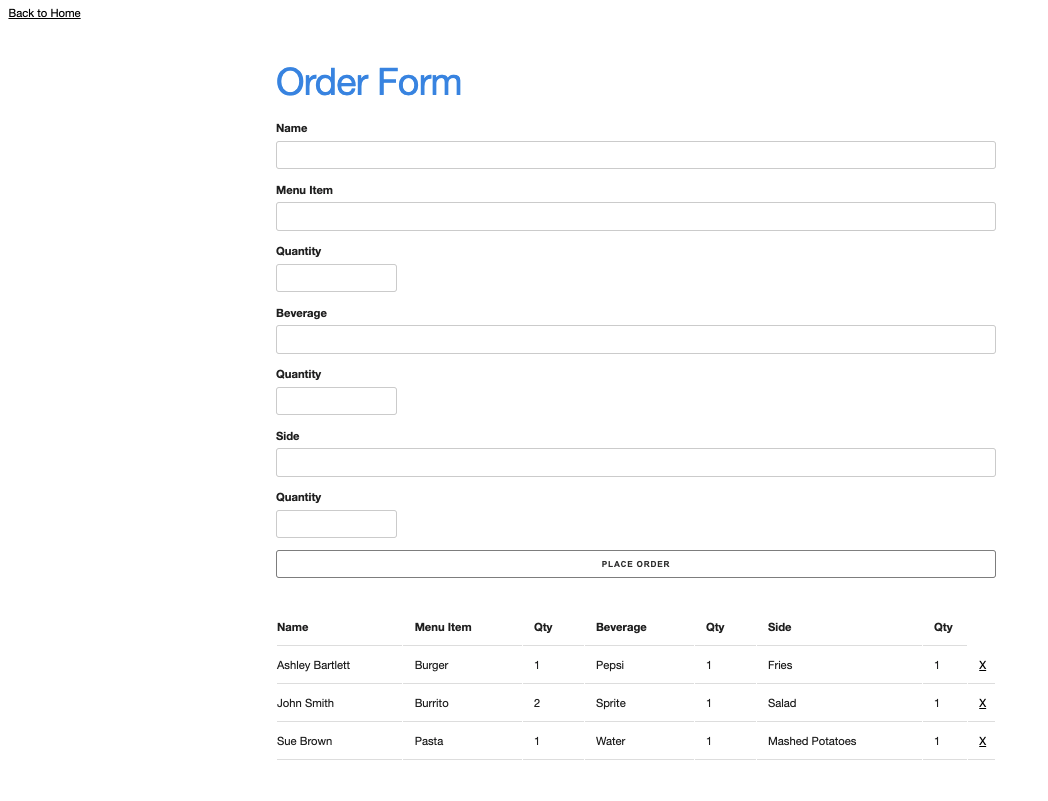 Back to Home
Order Form
Name
Menu Item
Quantity
Beverage
Quantity
Side
Quantity
PLACE ORDER
Name Menu Item Qty Beverage Qty Side Qty
Ashley Bartlett Burger 1 Pepsi 1 Fries 1 X
John Smith Burrito 2 Sprite 1 Salad 1 X
Sue Brown Pasta 1 Water 1 Mashed Potatoes 1 X